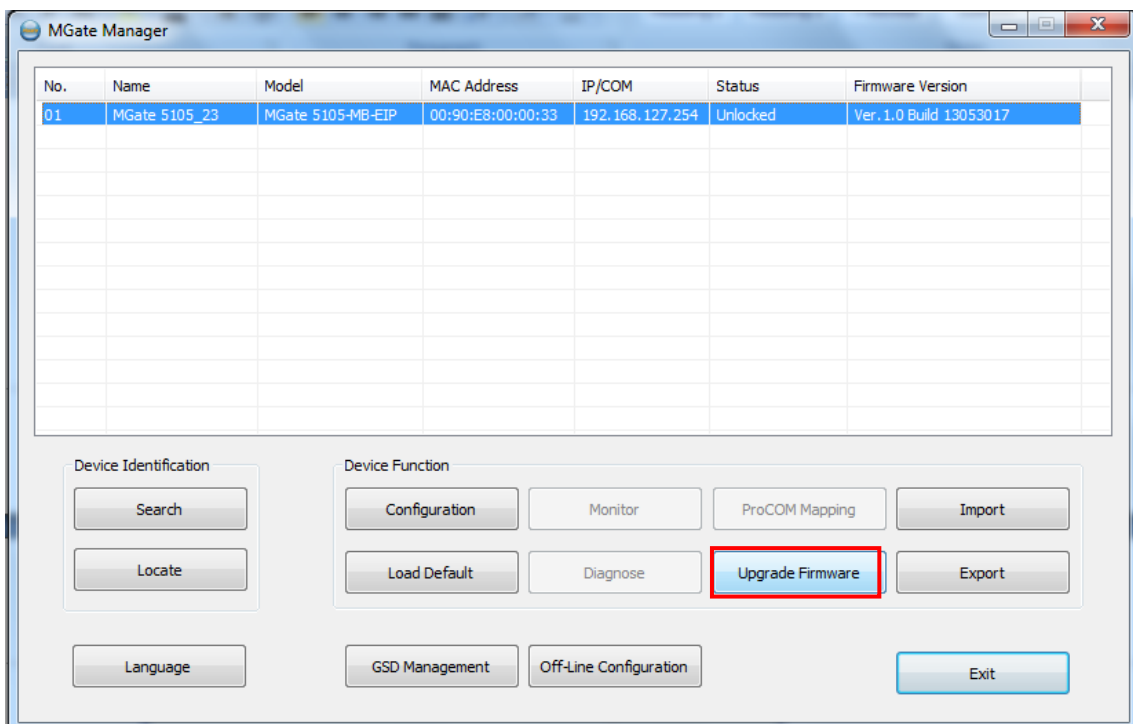 MGate Manager
No. Name Model MAC Address IP/COM Status Firmware Version
01 MGate 5105_23 MGate 5105-MB-EIP 00:90:E8:00:00:33 192.168.127.254 Unlocked Ver.1.0 Build 13053017
Device Identification Device Function
Search Configuration Monitor ProCOM Mapping Import
Locate Load Default Diagnose Upgrade Firmware Export
Language GSD Management Off-Line Configuration Exit